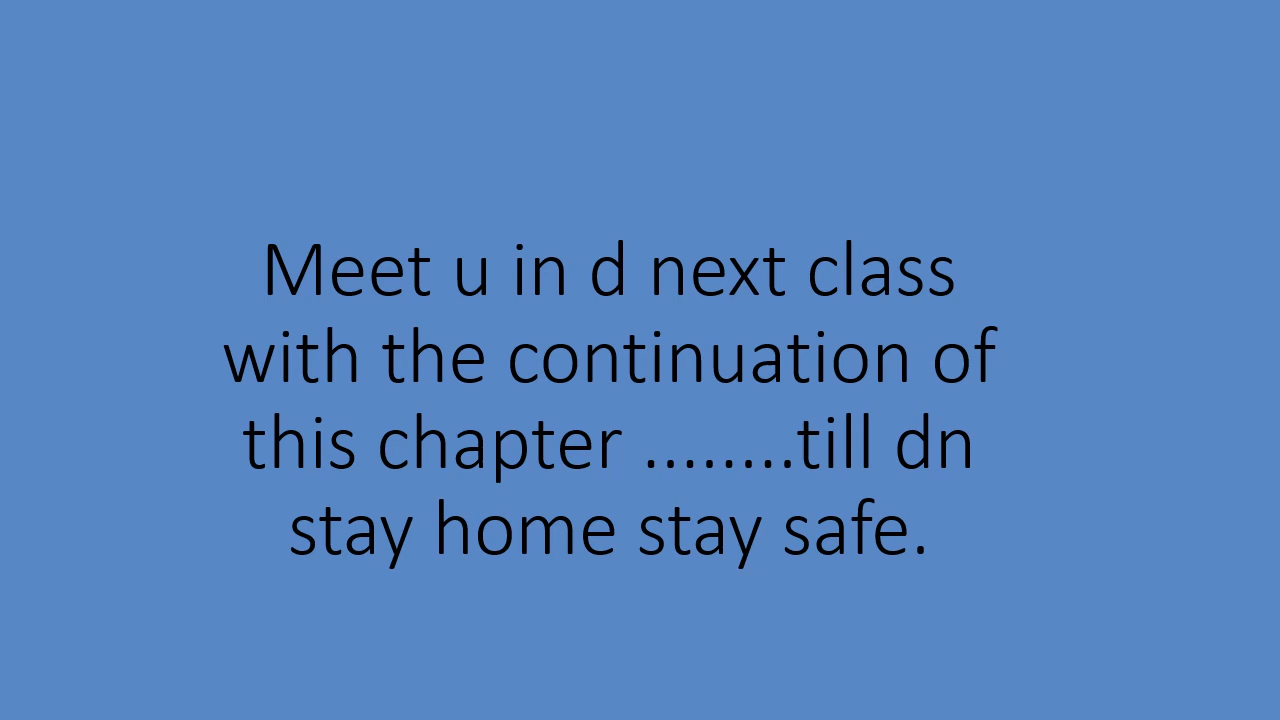 Meet u in d next class
with the continuation of
this chapter ........till dn
stay home stay safe.